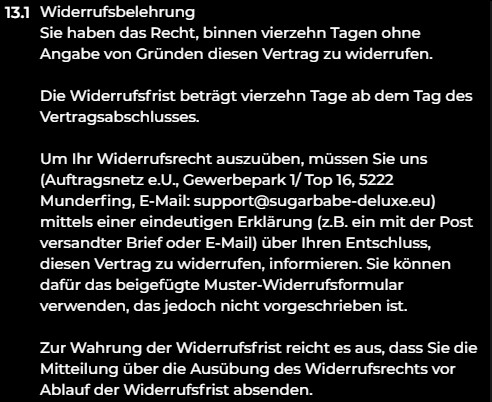 13.1 Widerrufsbelehrung
Sie haben das Recht, binnen vierzehn Tagen ohne
Angabe von Gründen diesen Vertrag zu widerrufen.
Die Widerrufsfrist beträgt vierzehn Tage ab dem Tag des
Vertragsabschlusses.
Um Ihr Widerrufsrecht auszuüben, müssen Sie uns
(Auftragsnetz e.U., Gewerbepark 1/ Top 16, 5222
Munderfing, E-Mail: support@sugarbabe-deluxe.eu)
mittels einer eindeutigen Erklärung (z.B. ein mit der Post
versandter Brief oder E-Mail) über Ihren Entschluss,
diesen Vertrag zu widerrufen, informieren. Sie können
dafür das beigefügte Muster-Widerrufsformular
verwenden, das jedoch nicht vorgeschrieben ist.
Zur Wahrung der Widerrufsfrist reicht es aus, dass Sie die
Mitteilung über die Ausübung des Widerrufsrechts vor
Ablauf der Widerrufsfrist absenden.